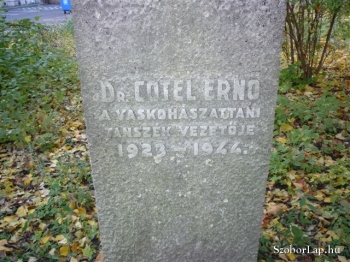 Dr. COTEL ERNŐ
A VASKOHÁSZATTANI
TANSZÉK VEZETŐJE
1923 - 1944.
SzoborLap.hu